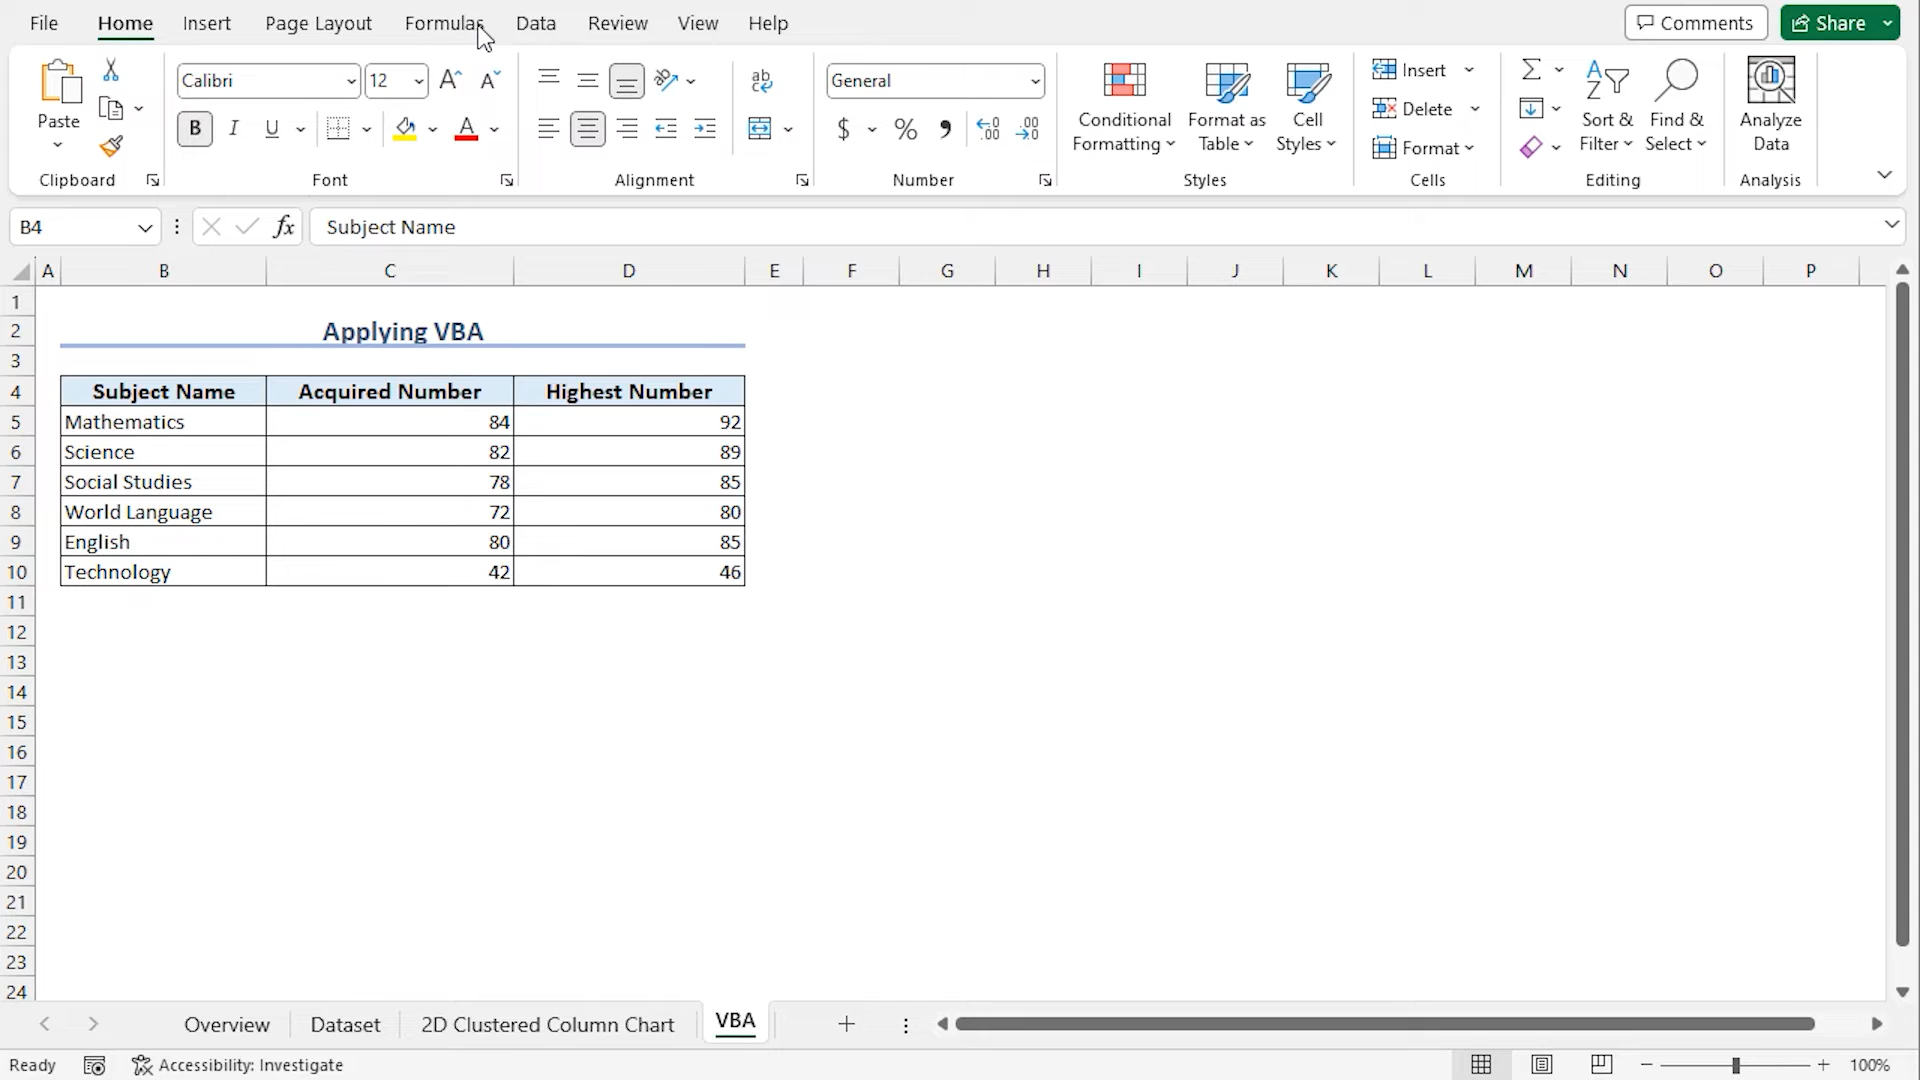 File Home Insert Page Layout Formulas Data Review View Help Comments Share
Paste
Clipboard
Calibri 12 A A
B I U A
Font
ab
Alignment
General
$ % 9 .00 .00
Number
Conditional Formatting
Format as Table
Cell Styles
Styles
Insert
Delete
Format
Cells
Sort & Filter
Find & Select
Editing
Analyze Data
Analysis
B4 fx Subject Name
A B C D E F G H I J K L M N O P
1
2 Applying VBA
3
4 Subject Name Acquired Number Highest Number
5 Mathematics 84 92
6 Science 82 89
7 Social Studies 78 85
8 World Language 72 80
9 English 80 85
10 Technology 42 46
11
12
13
14
15
16
17
18
19
20
21
22
23
24
Overview Dataset 2D Clustered Column Chart VBA
Ready Accessibility: Investigate 100%